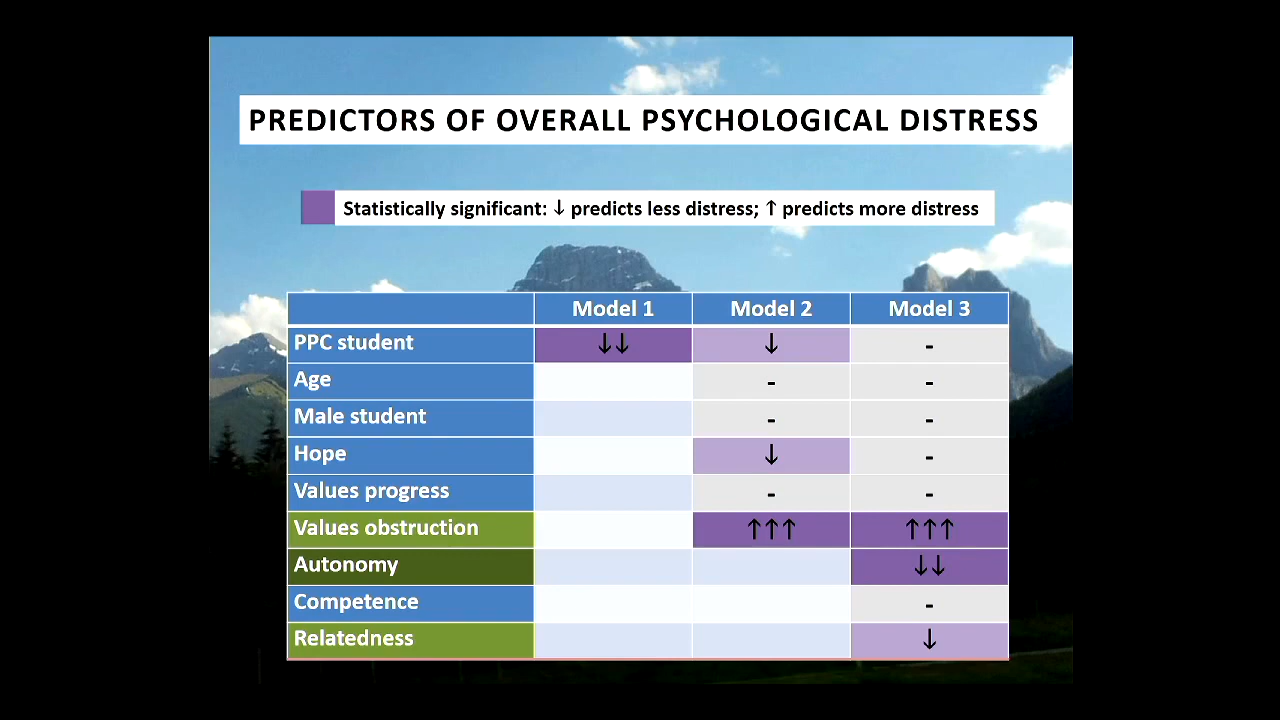 PREDICTORS OF OVERALL PSYCHOLOGICAL DISTRESS
Statistically significant: ↓ predicts less distress; ↑ predicts more distress
Model 1 Model 2 Model 3
PPC student ↓↓ ↓ -
Age - -
Male student - -
Hope ↓ -
Values progress - -
Values obstruction ↑↑↑ ↑↑↑
Autonomy ↓↓
Competence -
Relatedness ↓